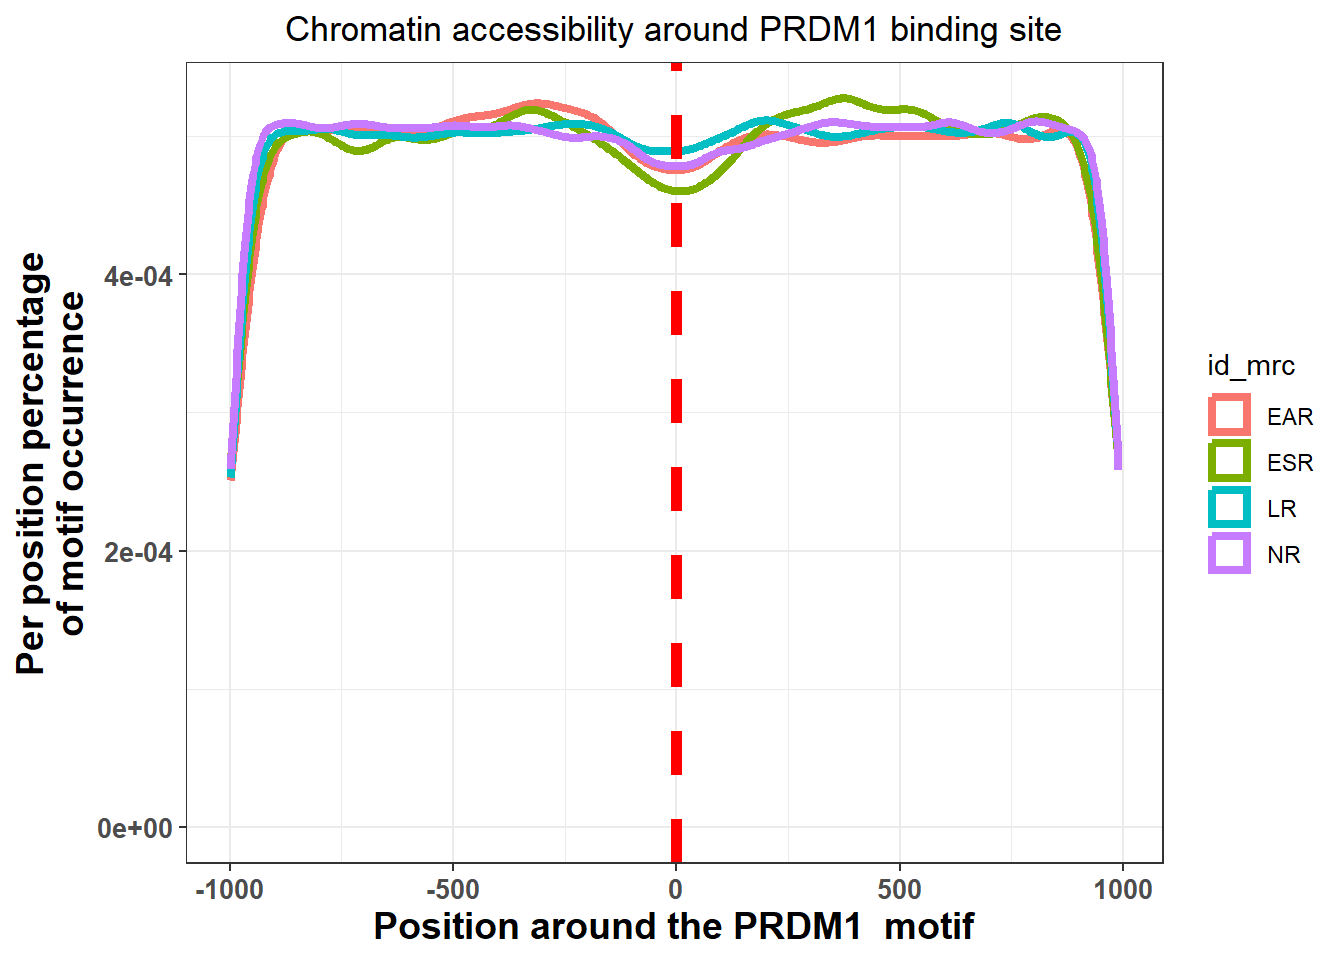 Chromatin accessibility around PRDM1 binding site
Per position percentage
of motif occurrence
4e-04
2e-04
0e+00
-1000
-500
0
500
1000
Position around the PRDM1  motif
id_mrc
EAR
ESR
LR
NR